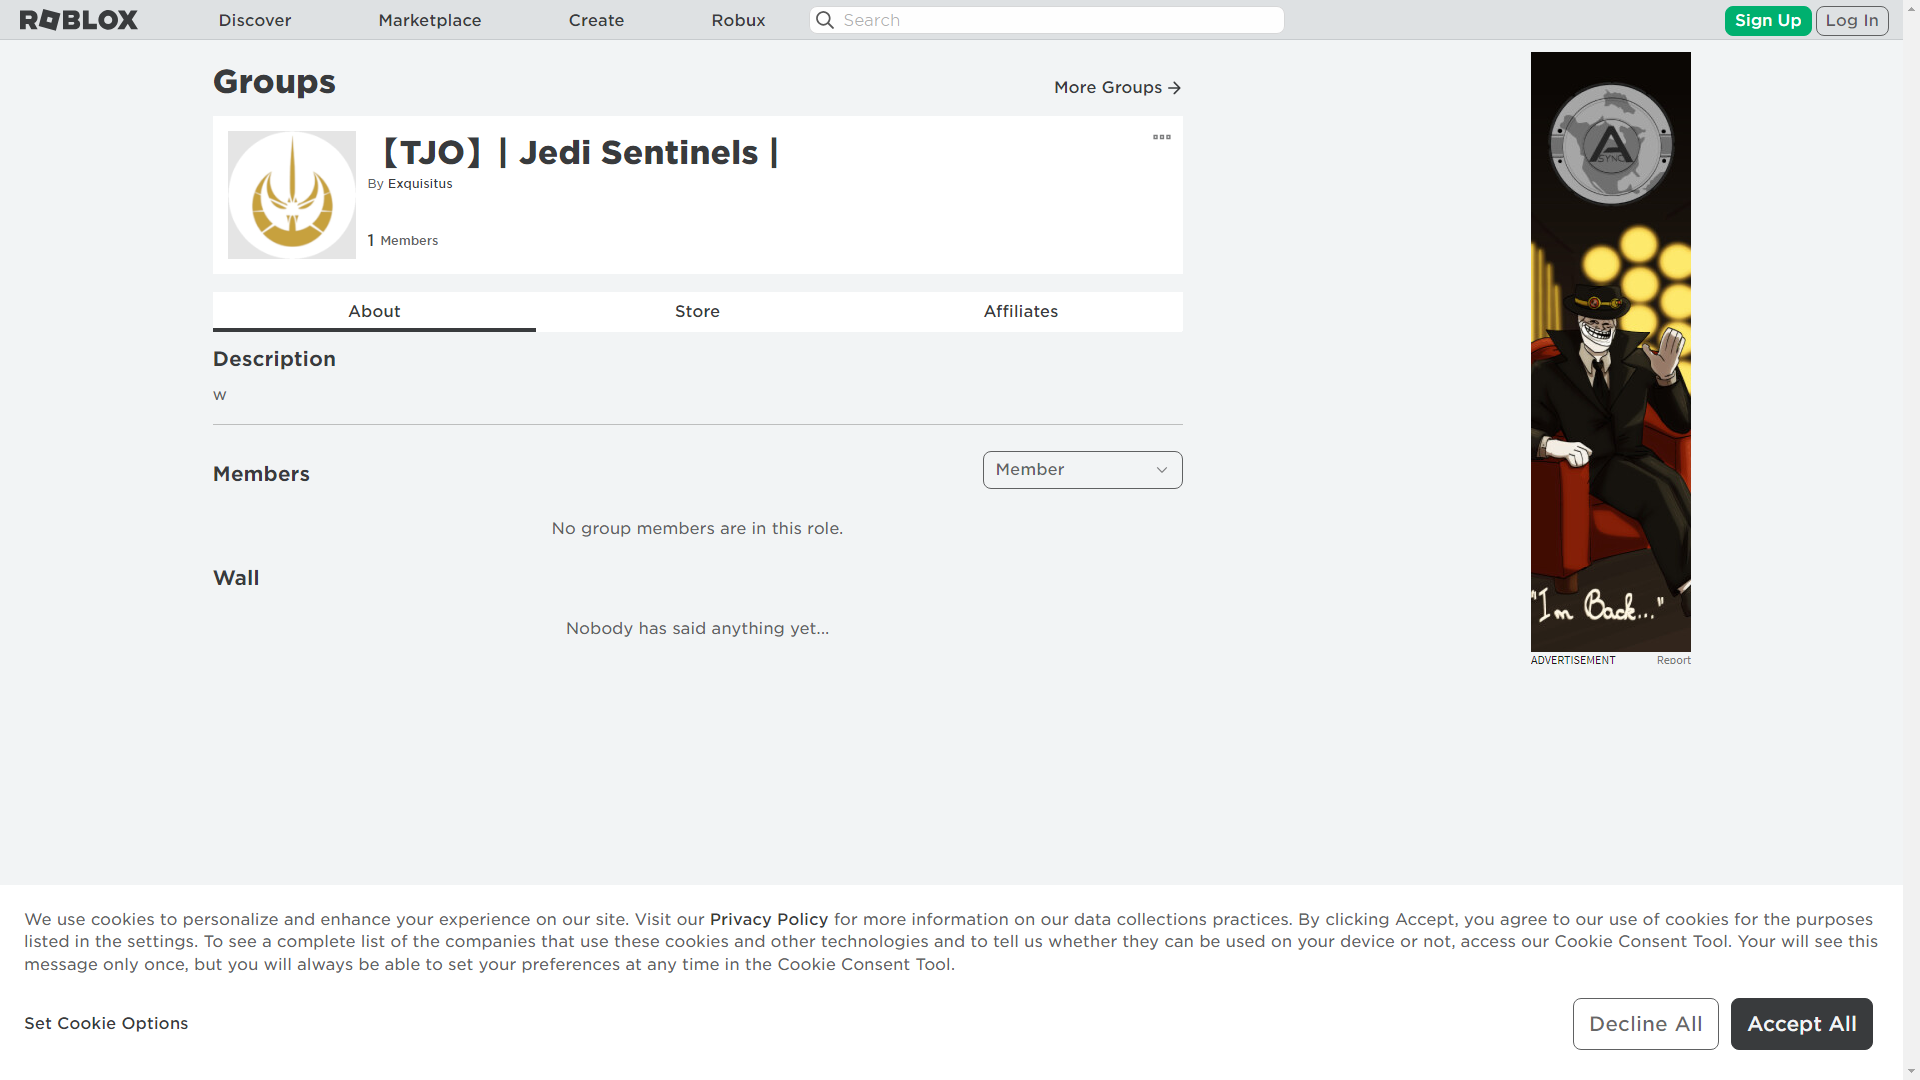 ROBLOX Discover Marketplace Create Robux Search Sign Up Log In
Groups More Groups
【TJO】| Jedi Sentinels |
By Exquisitus
1 Members
About Store Affiliates
Description
w
Members Member
No group members are in this role.
Wall
Nobody has said anything yet...
A
SYNC
"I'm Back..."
ADVERTISEMENT Report
We use cookies to personalize and enhance your experience on our site. Visit our Privacy Policy for more information on our data collections practices. By clicking Accept, you agree to our use of cookies for the purposes
listed in the settings. To see a complete list of the companies that use these cookies and other technologies and to tell us whether they can be used on your device or not, access our Cookie Consent Tool. Your will see this
message only once, but you will always be able to set your preferences at any time in the Cookie Consent Tool.
Set Cookie Options Decline All Accept All